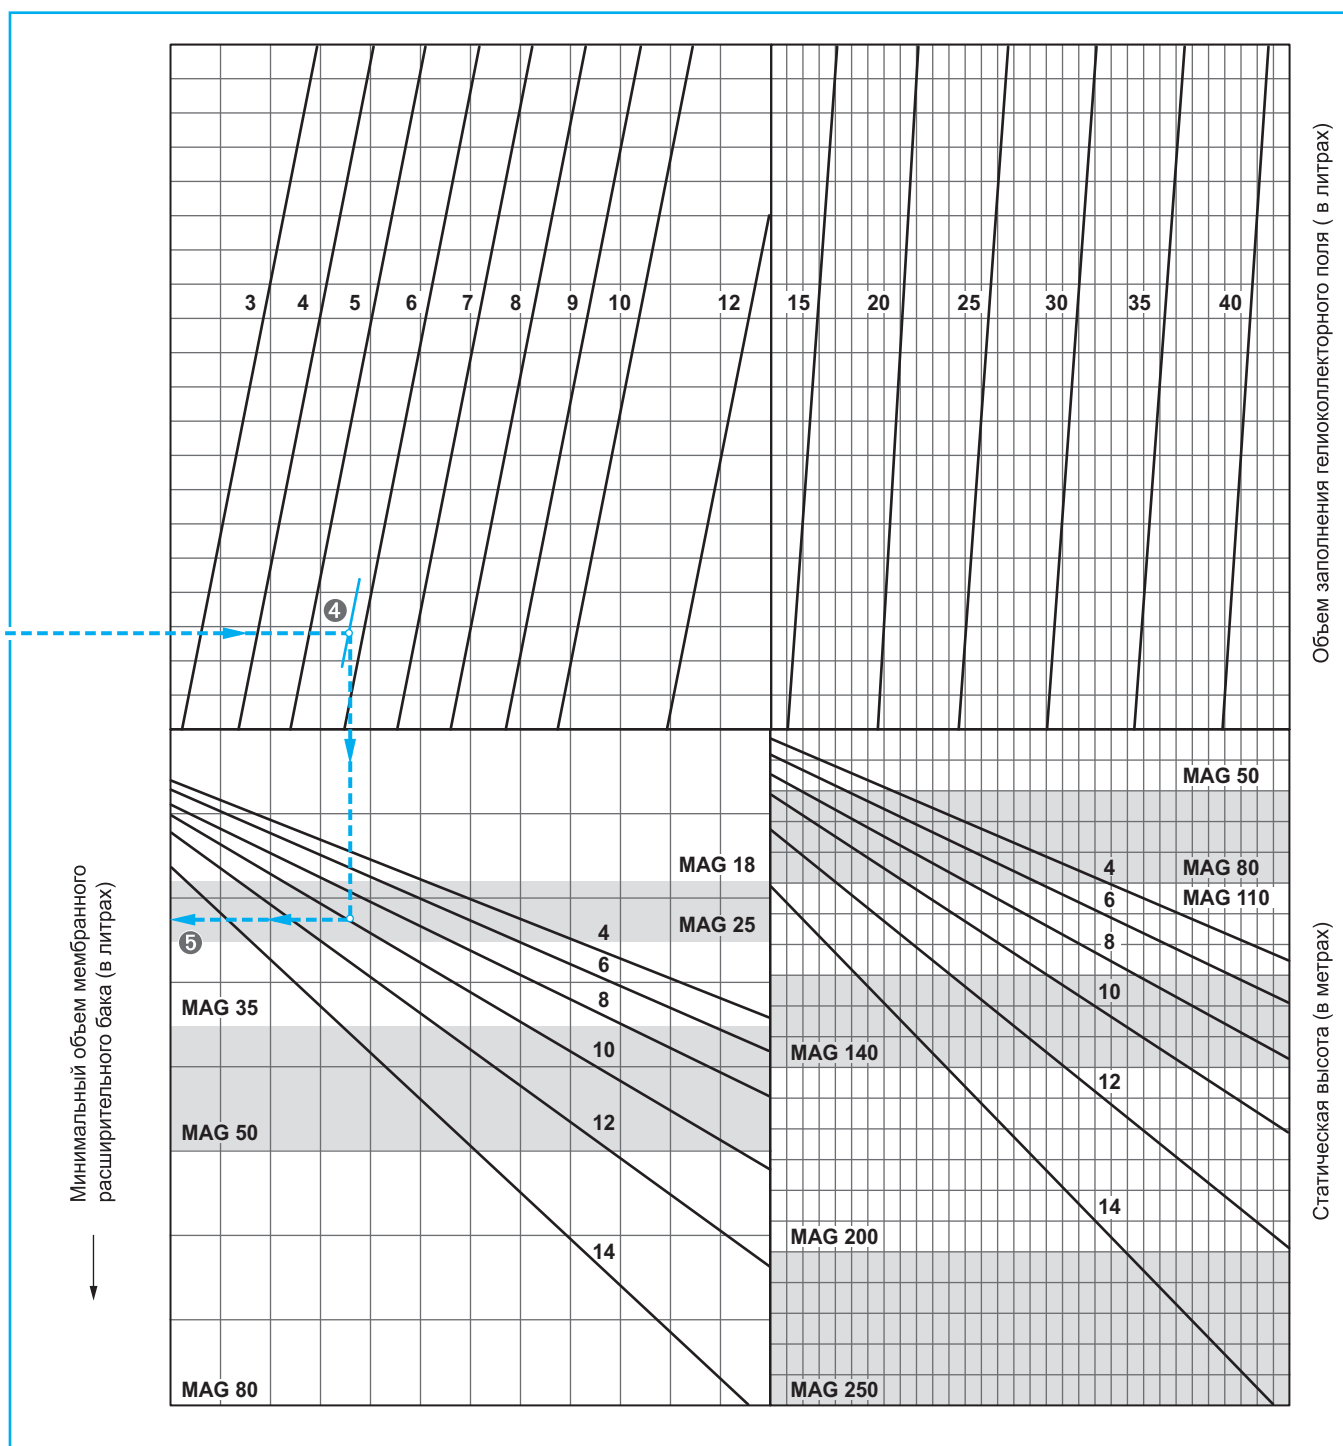 3 4 5 6 7 8 9 10 12 15 20 25 30 35 40
Объем заполнения гелиоколлекторного поля ( в литрах)
4
MAG 50
MAG 18
4
MAG 80
6
MAG 110
MAG 25
4
5
8
6
10
MAG 35
8
MAG 140
10
12
MAG 50
12
14
MAG 200
14
MAG 80
MAG 250
Минимальный объем мембранного
расширительного бака (в литрах)
Статическая высота (в метрах)